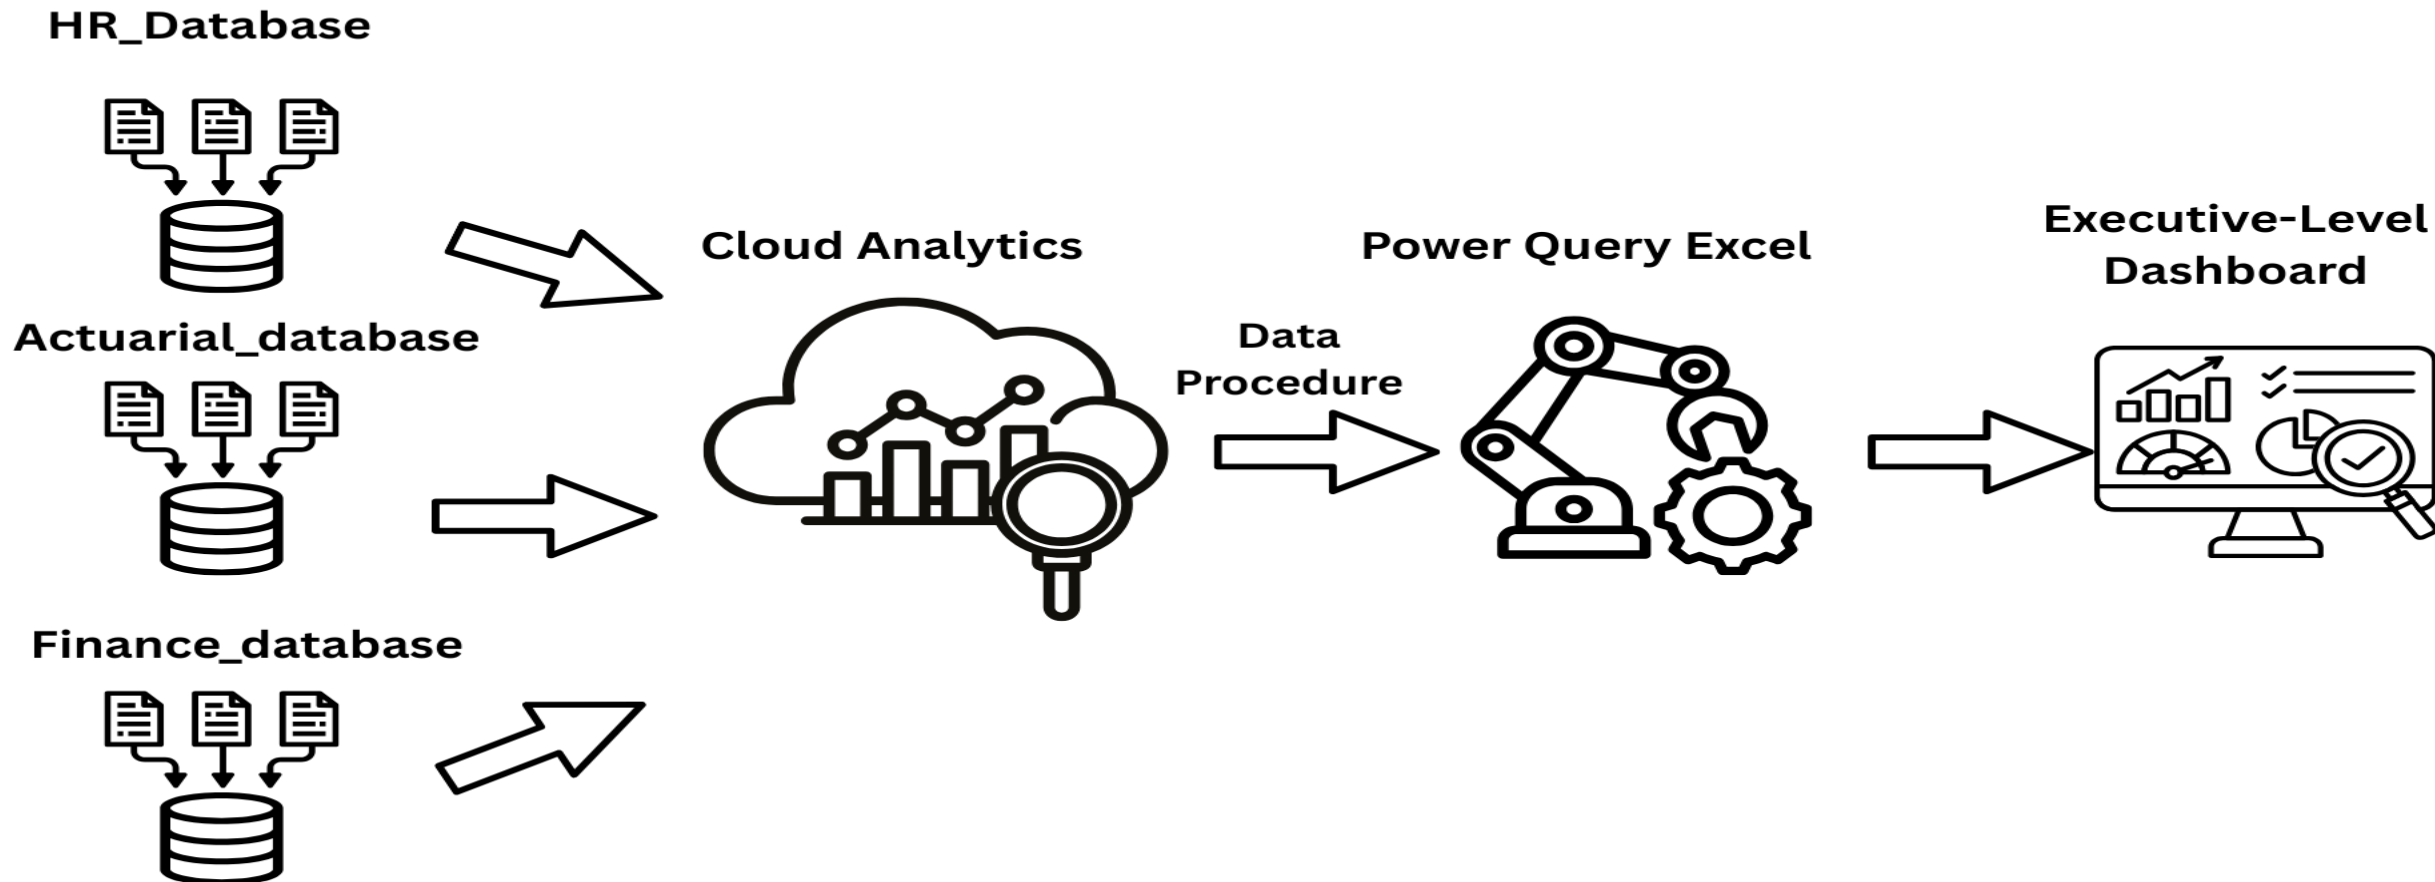 HR_Database
Actuarial_database
Finance_database
Cloud Analytics
Data
Procedure
Power Query Excel
Executive-Level
Dashboard